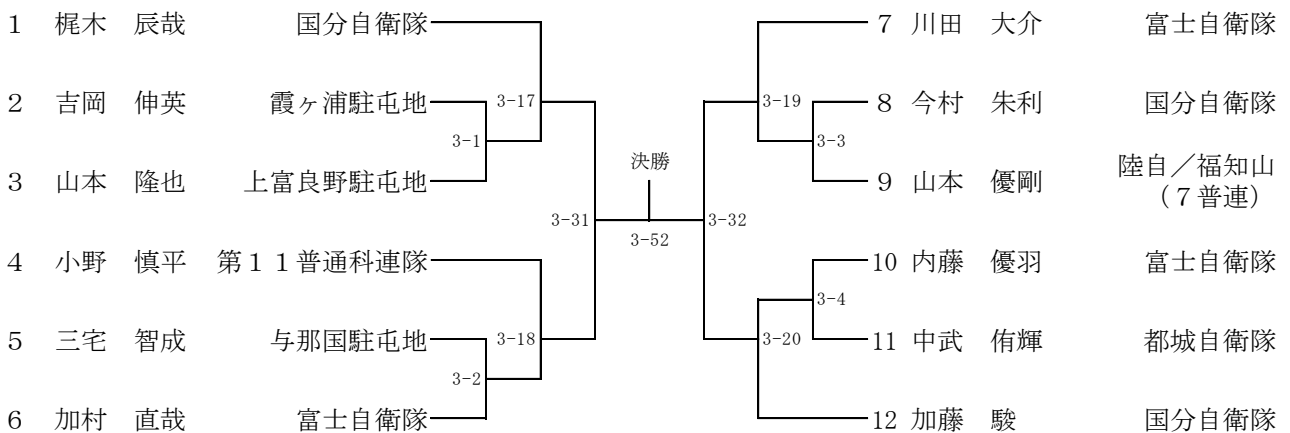 1 梶木 辰哉 国分自衛隊
2 吉岡 伸英 霞ヶ浦駐屯地
3 山本 隆也 上富良野駐屯地
4 小野 慎平 第11普通科連隊
5 三宅 智成 与那国駐屯地
6 加村 直哉 富士自衛隊
3-17
3-1
3-31
3-18
3-2
決勝
3-52
3-19
3-3
3-32
3-4
3-20
7 川田 大介 富士自衛隊
8 今村 朱利 国分自衛隊
9 山本 優剛 陸自/福知山
(7普連)
10 内藤 優羽 富士自衛隊
11 中武 侑輝 都城自衛隊
12 加藤 駿 国分自衛隊